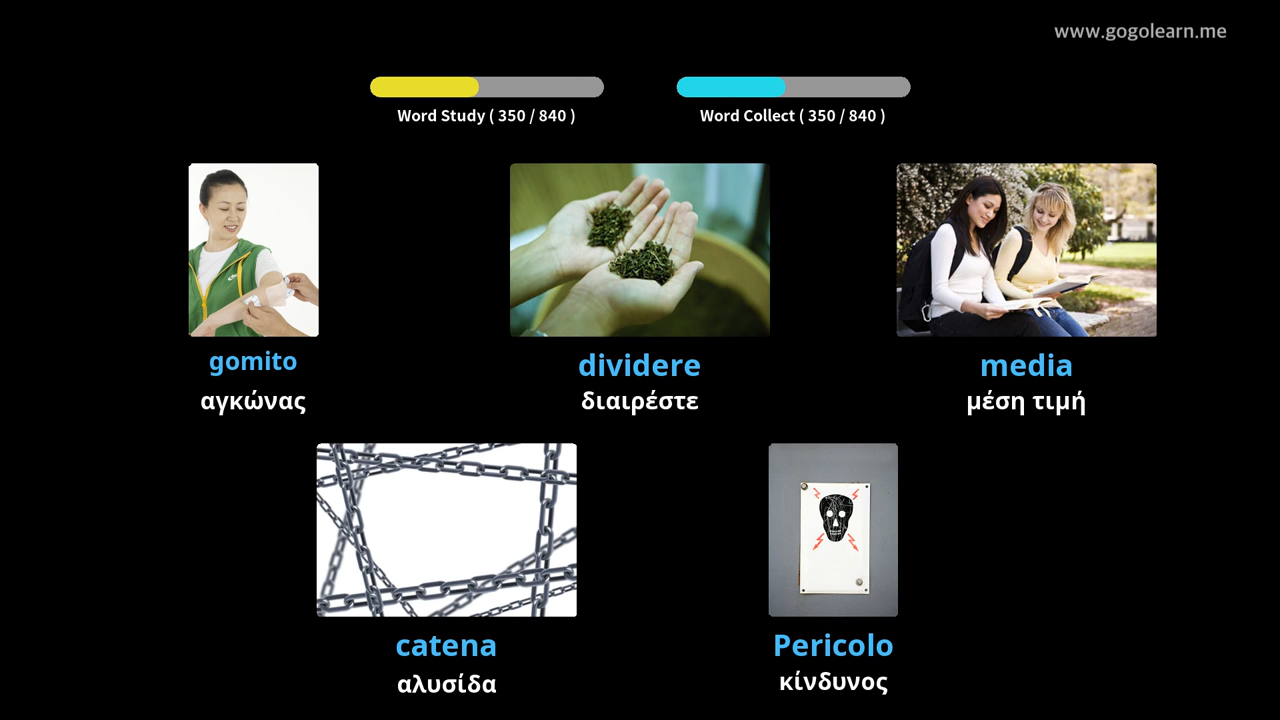 www.gogolearn.me
Word Study ( 350 / 840 )
Word Collect ( 350 / 840 )
gomito
αγκώνας
dividere
διαιρέστε
media
μέση τιμή
catena
αλυσίδα
Pericolo
κίνδυνος